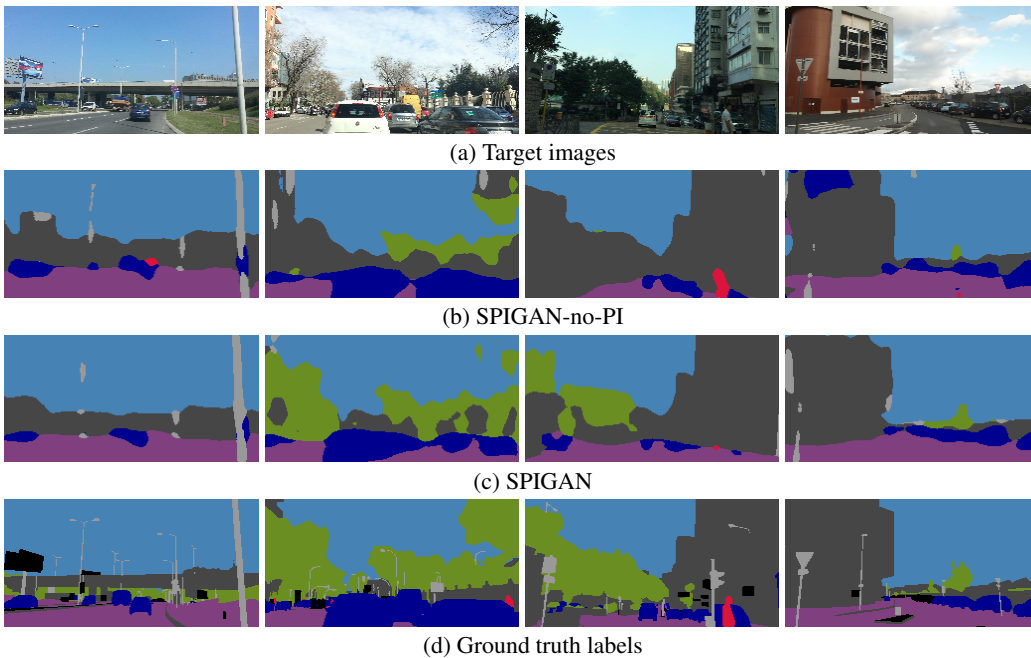 (a) Target images
(b) SPIGAN-no-PI
(c) SPIGAN
(d) Ground truth labels